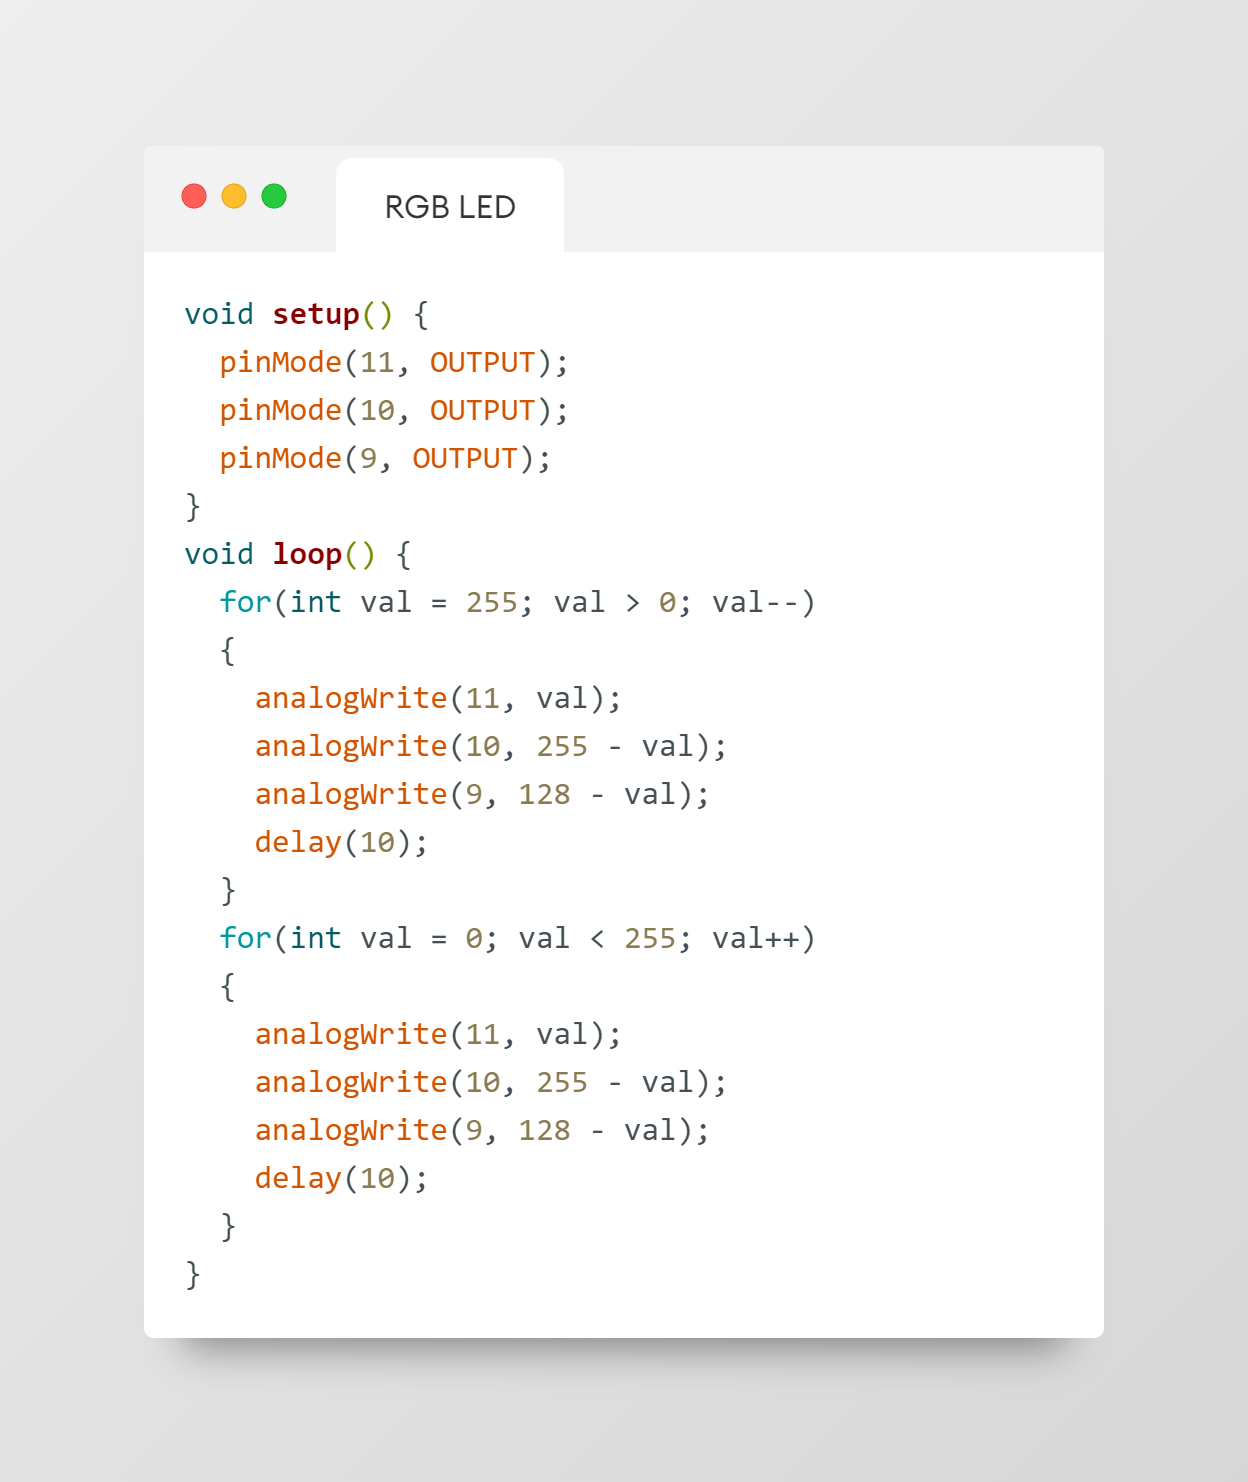 RGB LED
void setup() {
  pinMode(11, OUTPUT);
  pinMode(10, OUTPUT);
  pinMode(9, OUTPUT);
}
void loop() {
  for(int val = 255; val > 0; val--)
  {
    analogWrite(11, val);
    analogWrite(10, 255 - val);
    analogWrite(9, 128 - val);
    delay(10);
  }
  for(int val = 0; val < 255; val++)
  {
    analogWrite(11, val);
    analogWrite(10, 255 - val);
    analogWrite(9, 128 - val);
    delay(10);
  }
}